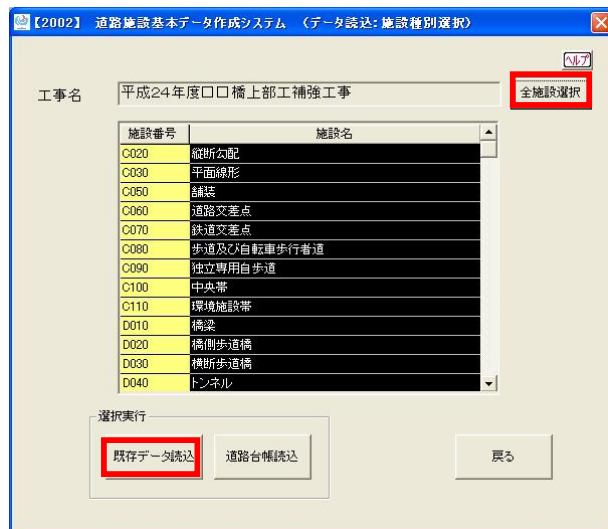 【2002】 道路施設基本データ作成システム （データ読込：施設種別選択）
ヘルプ
工事名 平成24年度□□橋上部工補強工事 全施設選択
施設番号 施設名
C020 縦断勾配
C030 平面線形
C050 舗装
C060 道路交差点
C070 鉄道交差点
C080 歩道及び自転車歩行者道
C090 独立専用自歩道
C100 中央帯
C110 環境施設帯
D010 橋梁
D020 橋側歩道橋
D030 横断歩道橋
D040 トンネル
選択実行
既存データ読込 道路台帳読込 戻る